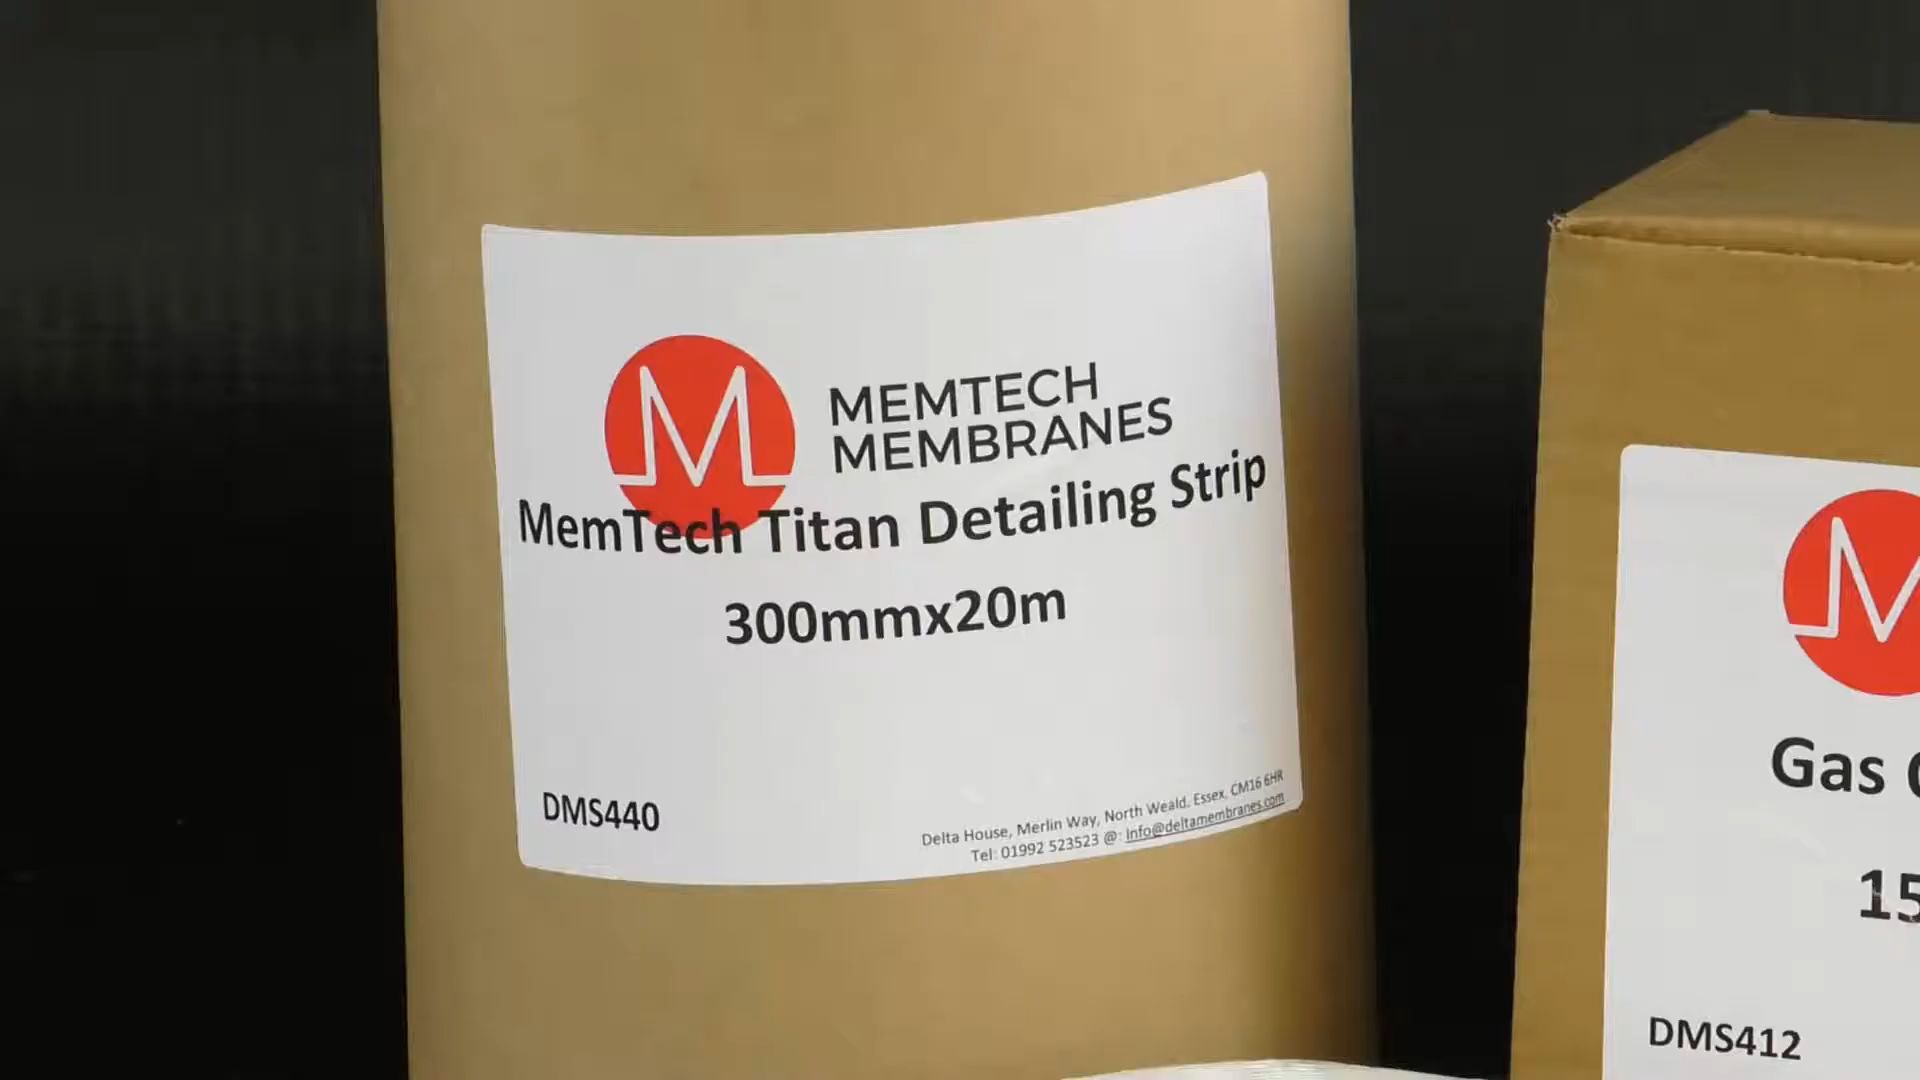 M
MEMTECH
MEMBRANES
MemTech Titan Detailing Strip
300mmx20m
DMS440
Delta House, Merlin Way, North Weald, Essex, CM16 6HR
Tel: 01992 523523 @: info@deltamembranes.com
M
Gas
15
DMS412